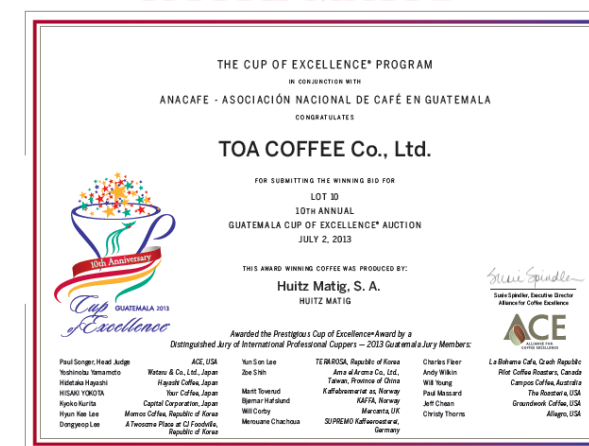 THE CUP OF EXCELLENCE® PROGRAM
IN CONJUNCTION WITH
ANACAFE - ASOCIACIÓN NACIONAL DE CAFÉ EN GUATEMALA
CONGRATULATES
TOA COFFEE Co., Ltd.
FOR SUBMITTING THE WINNING BID FOR
LOT 10
10TH ANNUAL
GUATEMALA CUP OF EXCELLENCE® AUCTION
JULY 2, 2013
THIS AWARD WINNING COFFEE WAS PRODUCED BY:
Huitz Matig, S. A.
HUITZ MATIG
10th Anniversary
Cup GUATEMALA 2013
of Excellence
Susie Spindler
Susie Spindler, Executive Director
Alliance for Coffee Excellence
ACE
ALLIANCE FOR
COFFEE EXCELLENCE
Awarded the Prestigious Cup of Excellence® Award by a
Distinguished Jury of International Professional Cuppers — 2013 Guatemala Jury Members:
Paul Songer, Head Judge ACE, USA
Yoshinobu Yamamoto Wataru & Co., Ltd., Japan
Hidetaka Hayashi Hayashi Coffee, Japan
HISAKI YOKOTA Your Coffee, Japan
Kyoko Kurita Capital Corporation, Japan
Hyun Kee Lee Momos Coffee, Republic of Korea
Dongyeop Lee A Twosome Place at CJ Foodville,
Republic of Korea
Yun Son Lee TERAROSA, Republic of Korea
Zoe Shih Ama al Aroma Co., Ltd.,
Taiwan, Province of China
Marit Toverud Kaffebrenneriet as, Norway
Bjørnar Hafslund KAFFA, Norway
Will Corby Mercanta, UK
Merouane Chachoua SUPREMO Kaffeeroesterei,
Germany
Charles Fleer La Boheme Cafe, Czech Republic
Andy Wilkin Pilot Coffee Roasters, Canada
Will Young Campos Coffee, Australia
Paul Massard The Roasterie, USA
Jeff Chean Groundwork Coffee, USA
Christy Thorns Allegro, USA